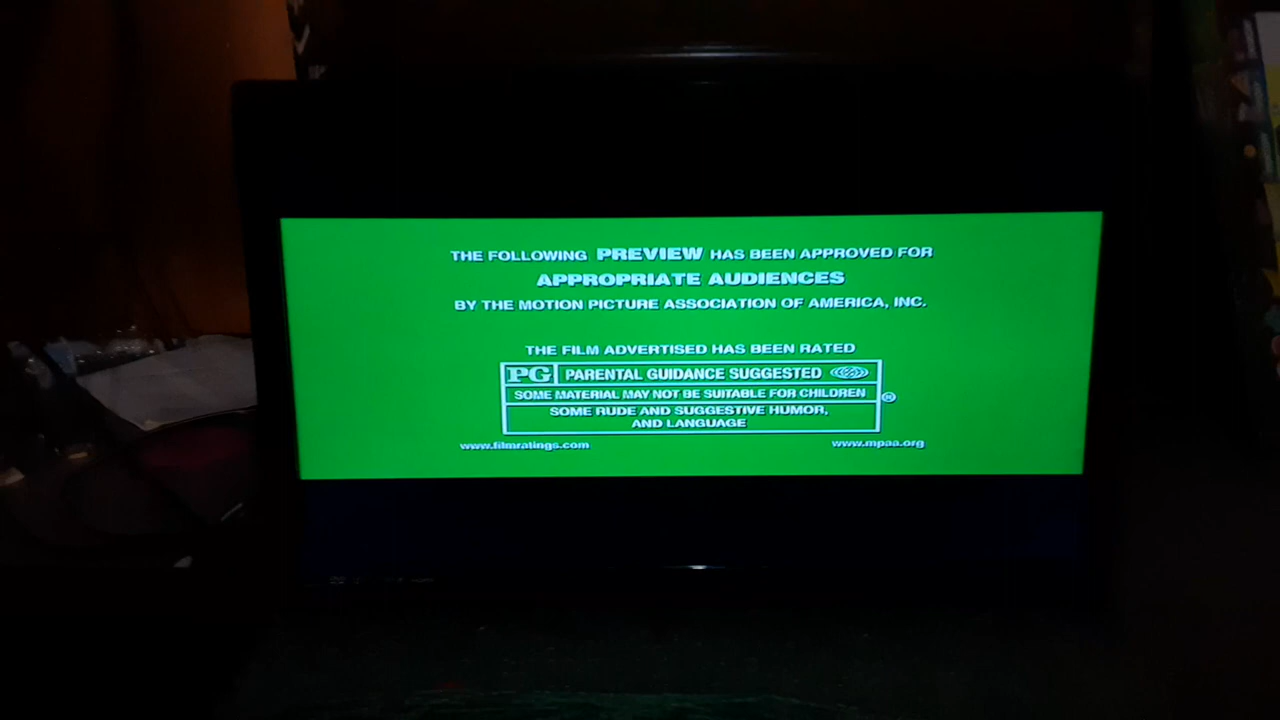 THE FOLLOWING PREVIEW HAS BEEN APPROVED FOR
APPROPRIATE AUDIENCES
BY THE MOTION PICTURE ASSOCIATION OF AMERICA, INC.
THE FILM ADVERTISED HAS BEEN RATED
PG PARENTAL GUIDANCE SUGGESTED
SOME MATERIAL MAY NOT BE SUITABLE FOR CHILDREN ®
SOME RUDE AND SUGGESTIVE HUMOR,
AND LANGUAGE
www.filmratings.com www.mpaa.org